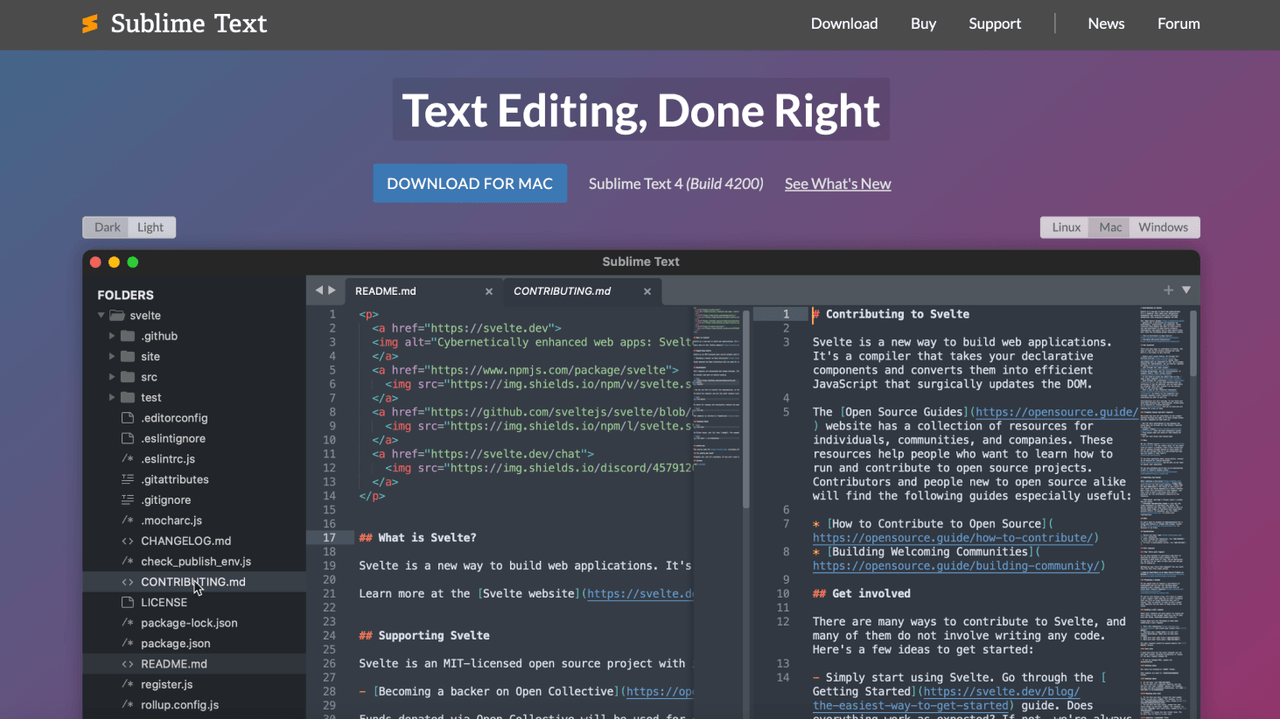 Sublime Text
Download Buy Support News Forum
Text Editing, Done Right
DOWNLOAD FOR MAC Sublime Text 4 (Build 4200) See What's New
Dark Light
Linux Mac Windows
Sublime Text
FOLDERS
svelte
.github
site
src
test
.editorconfig
.eslintignore
.eslintrc.js
.gitattributes
.gitignore
.mocharc.js
CHANGELOG.md
check_publish_env.js
CONTRIBUTING.md
LICENSE
package-lock.json
package.json
README.md
register.js
rollup.config.js
README.md × CONTRIBUTING.md ×
1 <p>
2 <a href="https://svelte.dev">
3 <img alt="Cybernetically enhanced web apps: Svelt
4 </a>
5 <a href="https://www.npmjs.com/package/svelte">
6 <img src="https://img.shields.io/npm/v/svelte.s
7 </a>
8 <a href="https://github.com/sveltejs/svelte/blob/
9 <img src="https://img.shields.io/npm/l/svelte.s
10 </a>
11 <a href="https://svelte.dev/chat">
12 <img src="https://img.shields.io/discord/457912
13 </a>
14 </p>
15
16
17 ## What is Svelte?
18
19 Svelte is a new way to build web applications. It's
20
21 Learn more at the [Svelte website](https://svelte.d
22
23
24 ## Supporting Svelte
25
26 Svelte is an MIT-licensed open source project with
27
28 - [Becoming a backer on Open Collective](https://op
29
Funds donated via Open Collective will be used for
1 # Contributing to Svelte
2
3 Svelte is a new way to build web applications.
It's a compiler that takes your declarative
components and converts them into efficient
JavaScript that surgically updates the DOM.
4
5 The [Open Source Guides](https://opensource.guide/
) website has a collection of resources for
individuals, communities, and companies. These
resources help people who want to learn how to
run and contribute to open source projects.
Contributors and people new to open source alike
will find the following guides especially useful:
6
7 * [How to Contribute to Open Source](
https://opensource.guide/how-to-contribute/)
8 * [Building Welcoming Communities](
https://opensource.guide/building-community/)
9
10 ## Get involved
11
12 There are many ways to contribute to Svelte, and
many of them do not involve writing any code.
Here's a few ideas to get started:
13
14 - Simply start using Svelte. Go through the [
Getting Started](https://svelte.dev/blog/
the-easiest-way-to-get-started) guide. Does
everything work as expected? If not, we're always